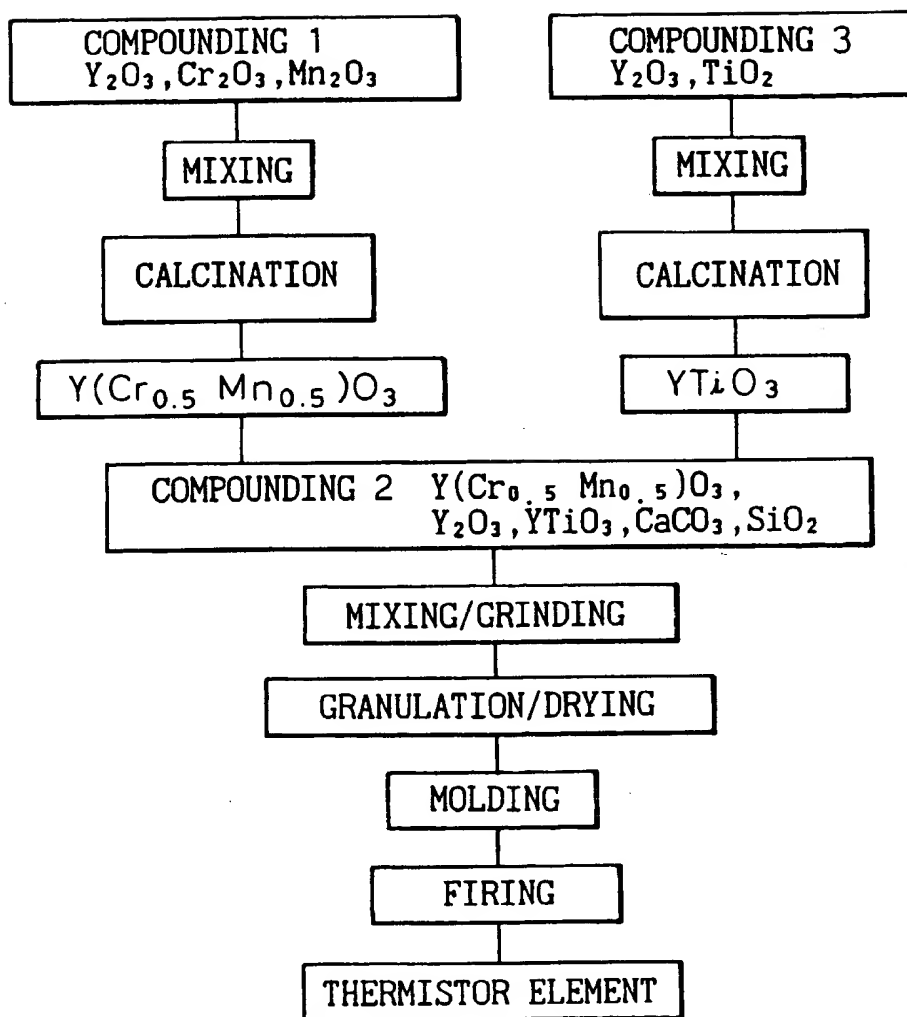 COMPOUNDING 1
Y₂O₃,Cr₂O₃,Mn₂O₃
MIXING
CALCINATION
Y(Cr₀.₅ Mn₀.₅)O₃
COMPOUNDING 3
Y₂O₃,TiO₂
MIXING
CALCINATION
YTiO₃
COMPOUNDING 2 Y(Cr₀.₅ Mn₀.₅)O₃,
Y₂O₃,YTiO₃,CaCO₃,SiO₂
MIXING/GRINDING
GRANULATION/DRYING
MOLDING
FIRING
THERMISTOR ELEMENT